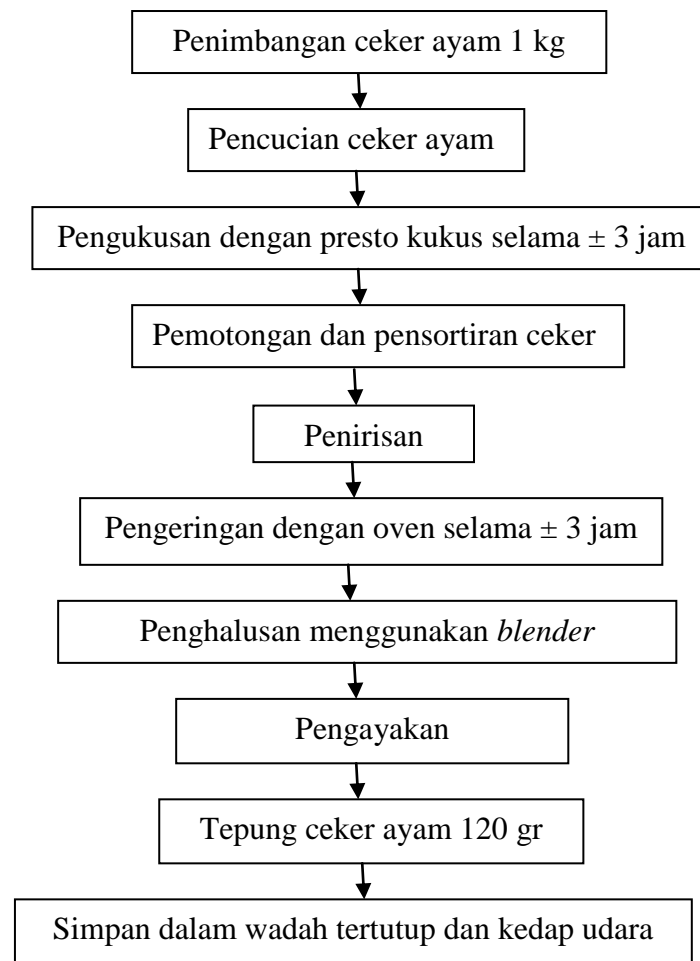 Penimbangan ceker ayam 1 kg
Pencucian ceker ayam
Pengukusan dengan presto kukus selama ± 3 jam
Pemotongan dan pensortiran ceker
Penirisan
Pengeringan dengan oven selama ± 3 jam
Penghalusan menggunakan blender
Pengayakan
Tepung ceker ayam 120 gr
Simpan dalam wadah tertutup dan kedap udara